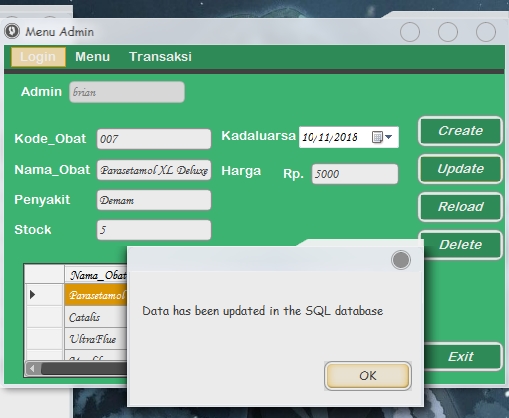 Menu Admin
Login Menu Transaksi
Admin brian
Kode_Obat 007 Kadaluarsa 10/11/2018 Create
Nama_Obat Parasetamol XL Deluxe Harga Rp. 5000 Update
Penyakit Demam Reload
Stock 5 Delete
Nama_Obat
Parasetamol
Catalis
UltraFlue
Data has been updated in the SQL database
Exit
OK